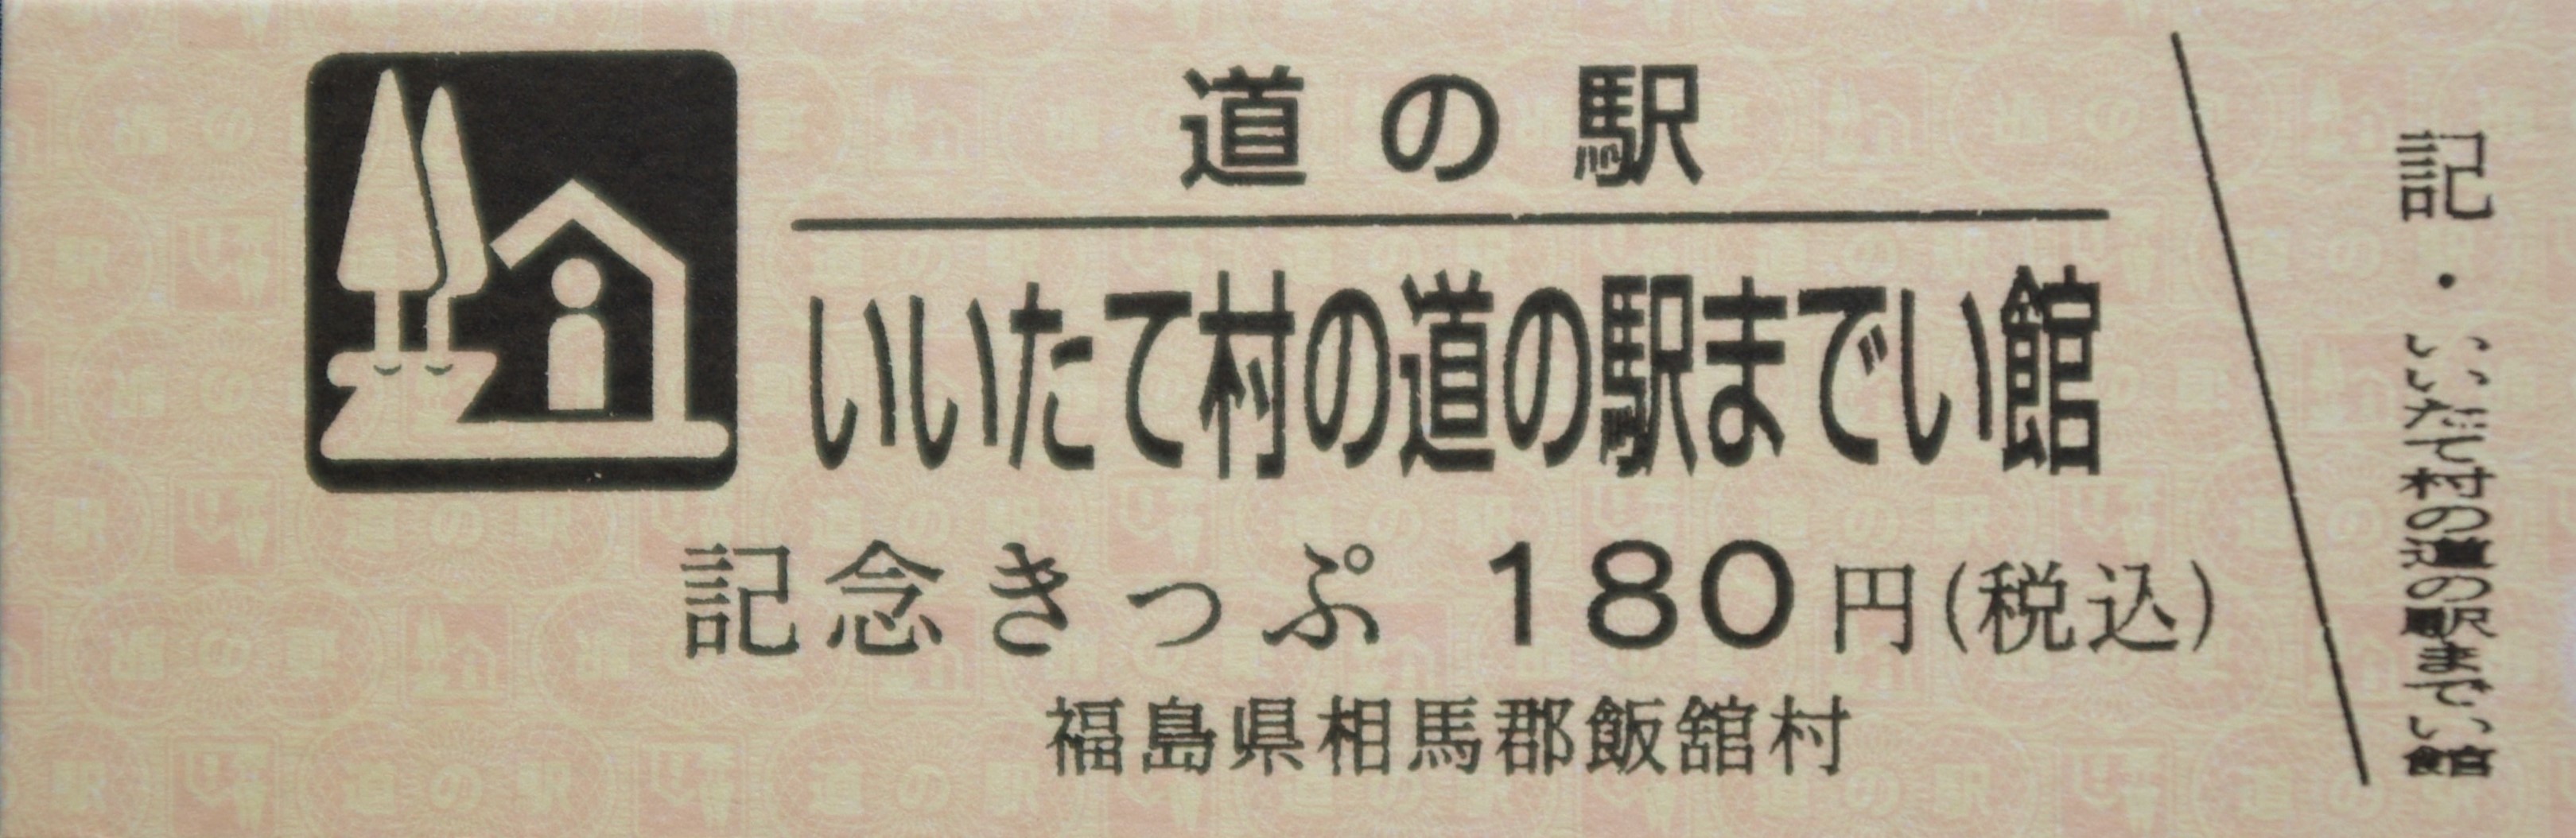 道の駅
いいたて村の道の駅までい館
記念きっぷ 180円(税込)
福島県相馬郡飯舘村
記・いいたて村の道の駅までい館